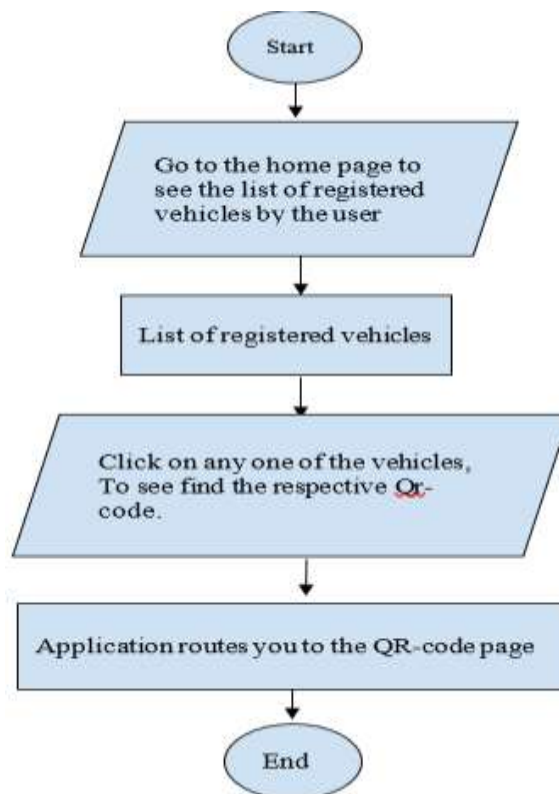 Start
Go to the home page to
see the list of registered
vehicles by the user
List of registered vehicles
Click on any one of the vehicles,
To see find the respective Qr-
code.
Application routes you to the QR-code page
End